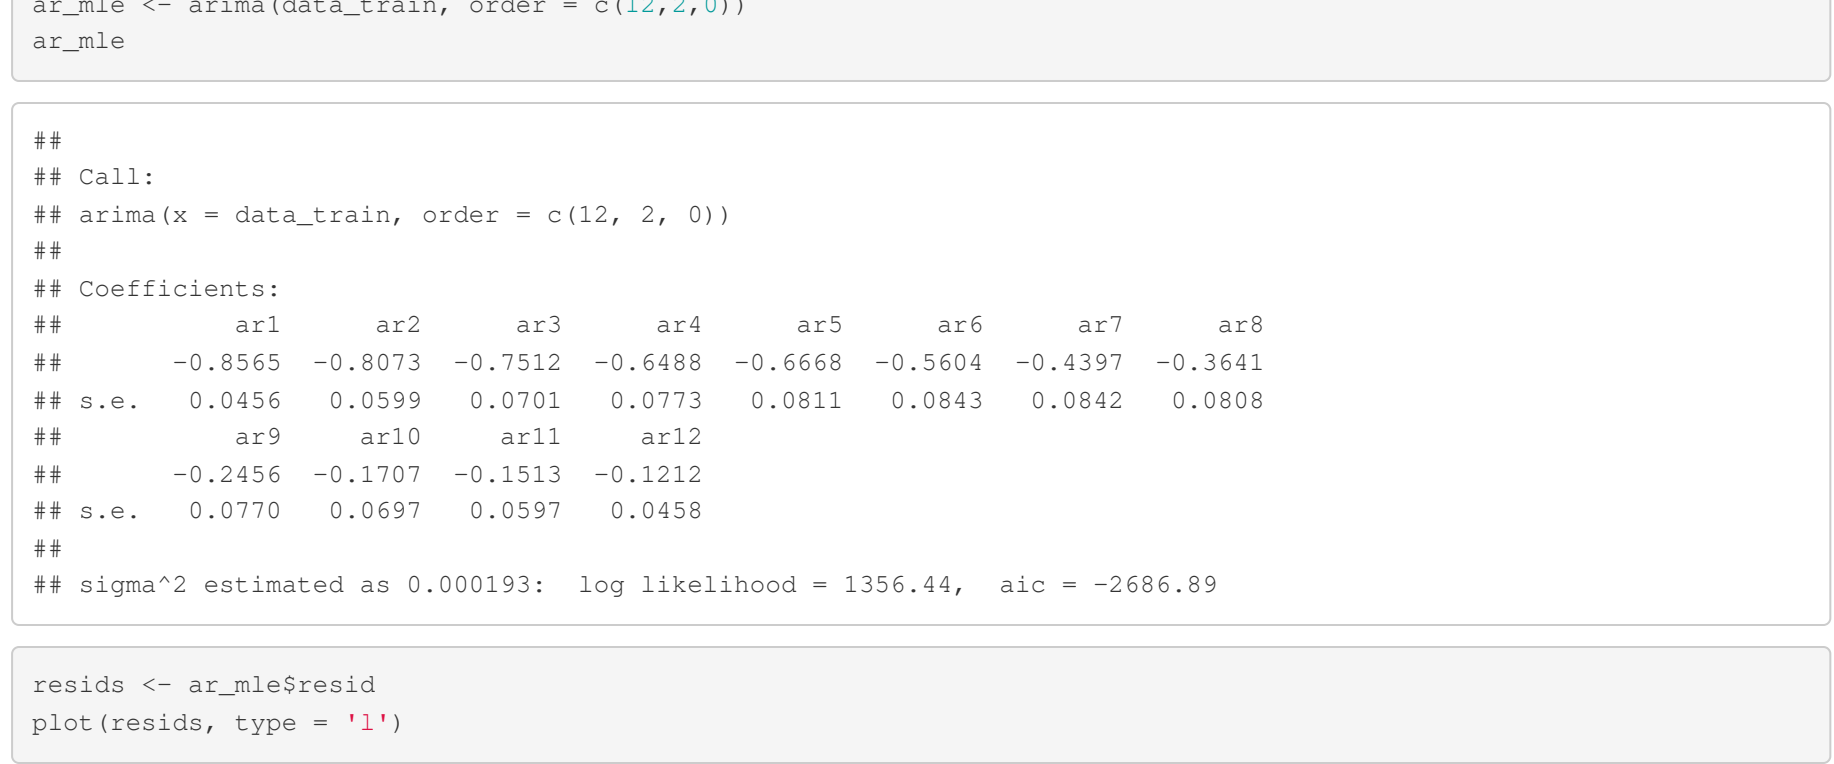 ar_mle <- arima(data_train, order = c(12,2,0))
ar_mle
##
## Call:
## arima(x = data_train, order = c(12, 2, 0))
##
## Coefficients:
##           ar1      ar2      ar3      ar4      ar5      ar6      ar7      ar8
##       -0.8565  -0.8073  -0.7512  -0.6488  -0.6668  -0.5604  -0.4397  -0.3641
## s.e.   0.0456   0.0599   0.0701   0.0773   0.0811   0.0843   0.0842   0.0808
##           ar9     ar10     ar11     ar12
##       -0.2456  -0.1707  -0.1513  -0.1212
## s.e.   0.0770   0.0697   0.0597   0.0458
##
## sigma^2 estimated as 0.000193:  log likelihood = 1356.44,  aic = -2686.89
resids <- ar_mle$resid
plot(resids, type = 'l')